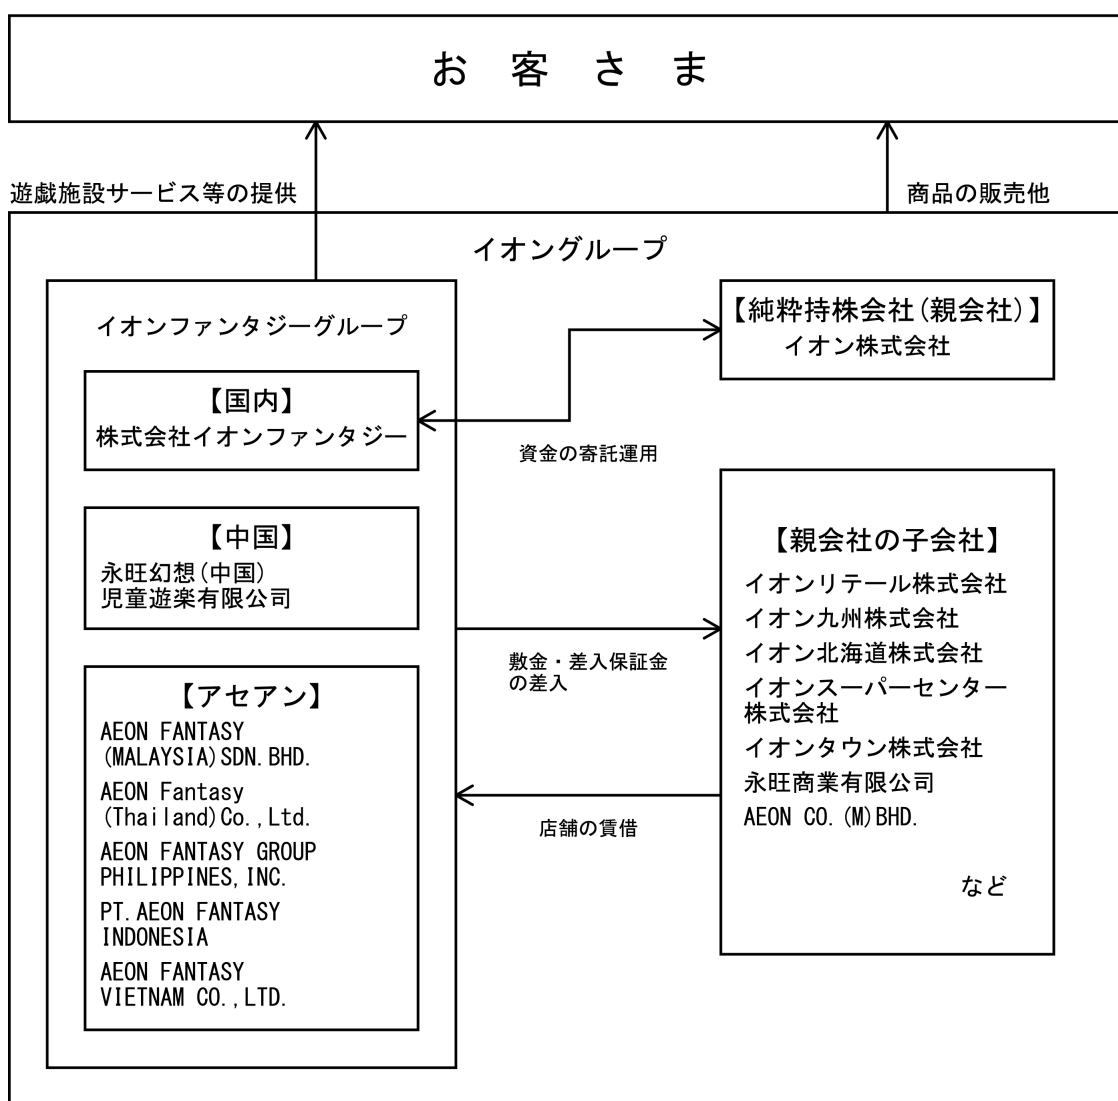 お客さま
遊戯施設サービス等の提供
商品の販売他
イオングループ
イオンファンタジーグループ
【国内】
株式会社イオンファンタジー
【中国】
永旺幻想(中国)
児童遊楽有限公司
【アセアン】
AEON FANTASY
(MALAYSIA)SDN.BHD.
AEON Fantasy
(Thailand)Co.,Ltd.
AEON FANTASY GROUP
PHILIPPINES,INC.
PT.AEON FANTASY
INDONESIA
AEON FANTASY
VIETNAM CO.,LTD.
資金の寄託運用
敷金・差入保証金
の差入
店舗の賃借
【純粋持株会社(親会社)】
イオン株式会社
【親会社の子会社】
イオンリテール株式会社
イオン九州株式会社
イオン北海道株式会社
イオンスーパーセンター
株式会社
イオンタウン株式会社
永旺商業有限公司
AEON CO.(M)BHD.
など